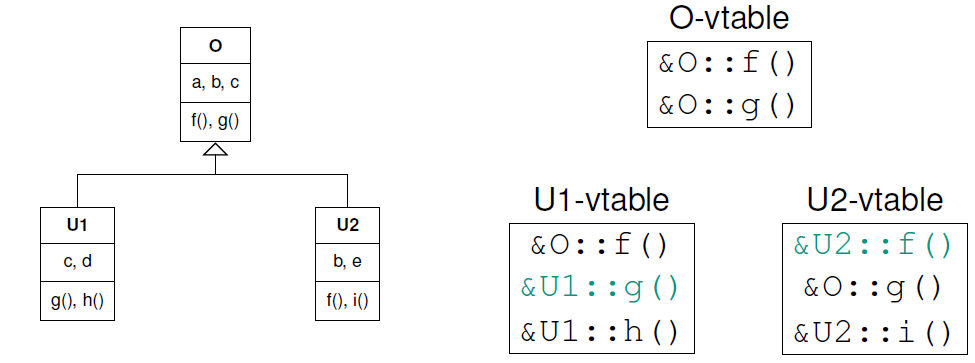 O
a, b, c
f(), g()
U1
c, d
g(), h()
U2
b, e
f(), i()
O-vtable
&O::f()
&O::g()
U1-vtable
&O::f()
&U1::g()
&U1::h()
U2-vtable
&U2::f()
&O::g()
&U2::i()